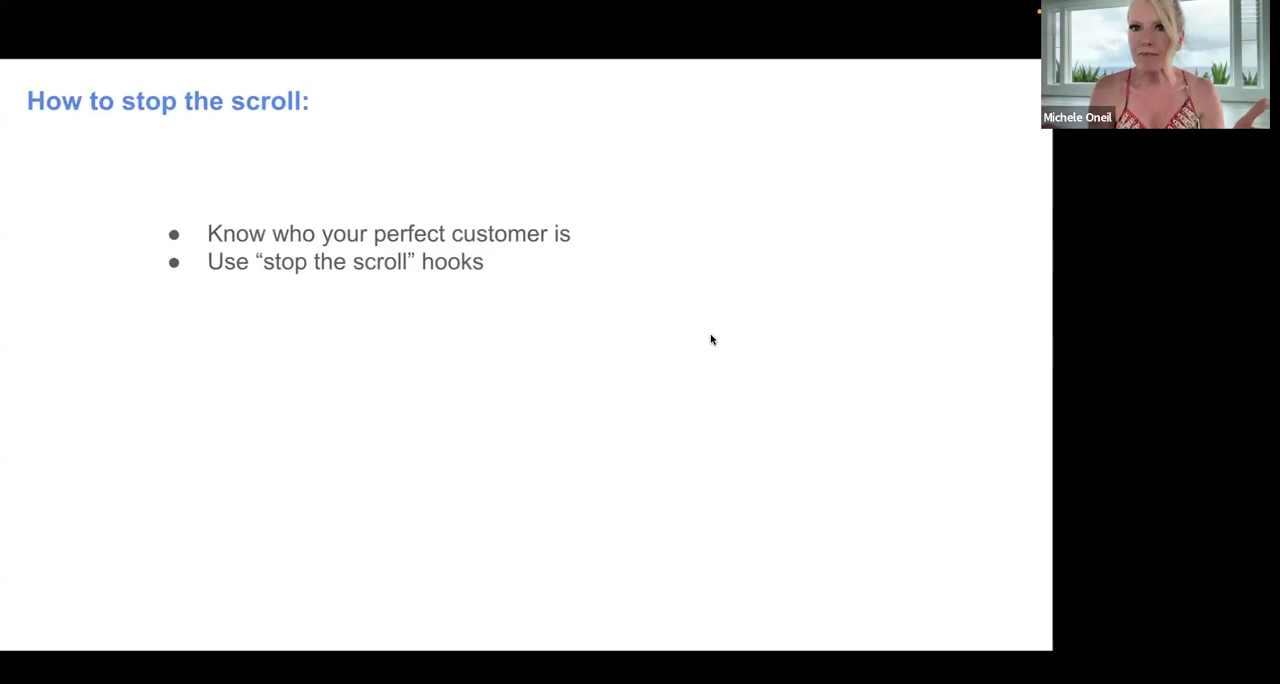 How to stop the scroll:
Michele Oneil
● Know who your perfect customer is
● Use “stop the scroll” hooks